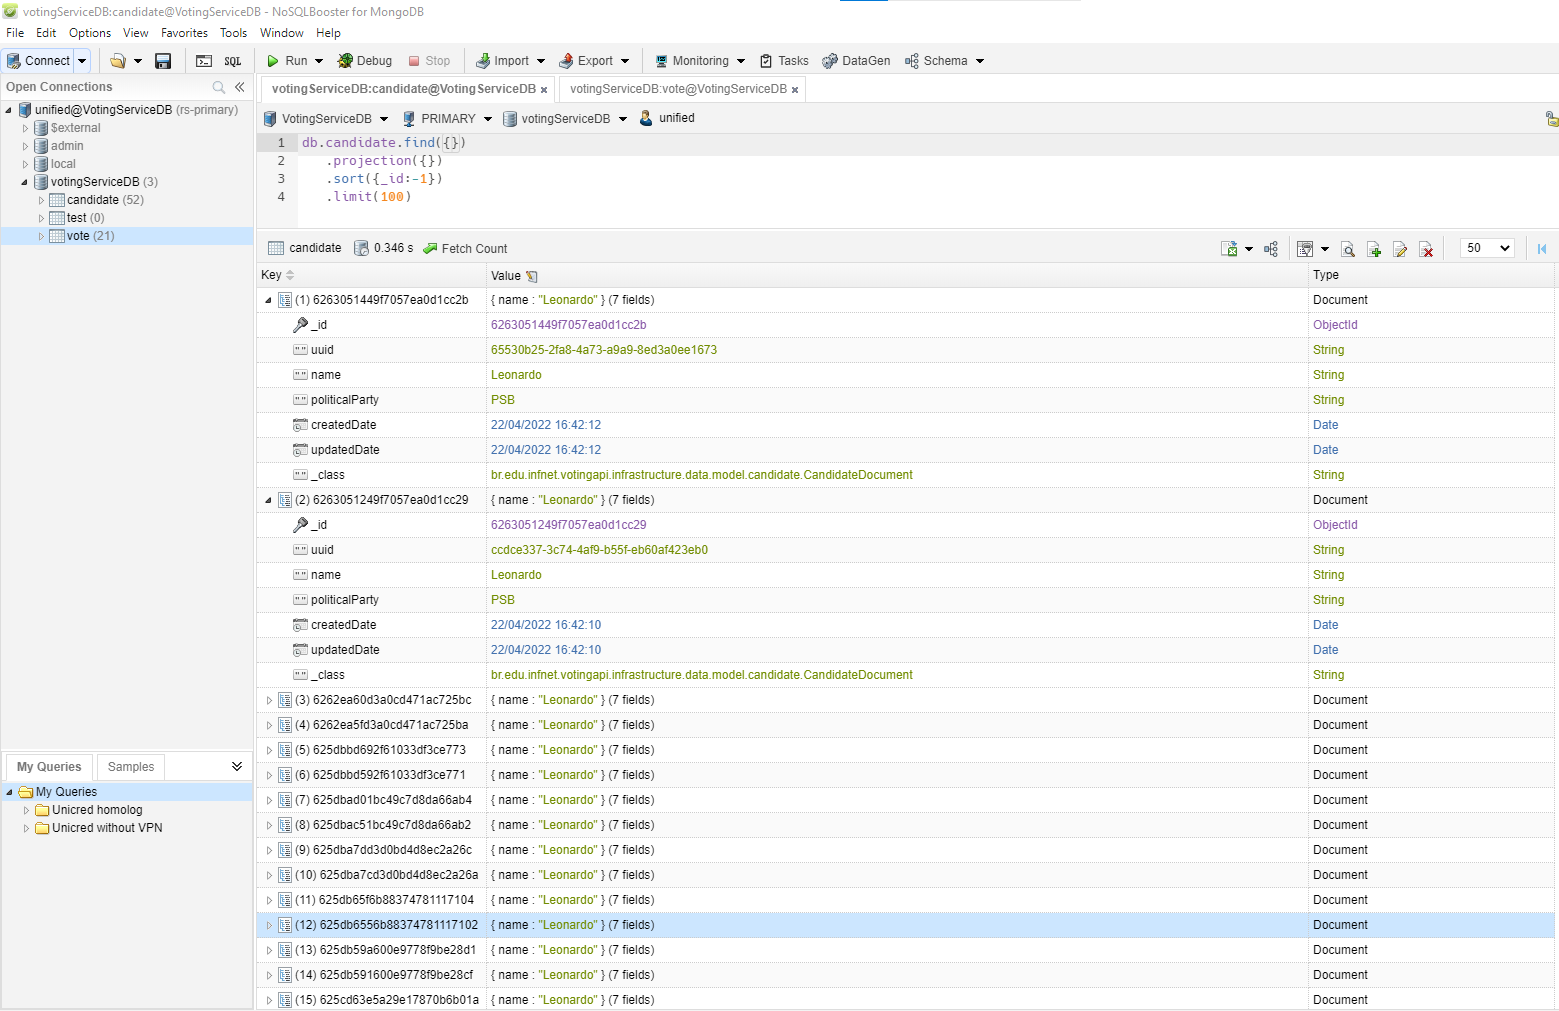 votingServiceDB:candidate@VotingServiceDB - NoSQLBooster for MongoDB
File Edit Options View Favorites Tools Window Help
Connect SQL Run Debug Stop Import Export Monitoring Tasks DataGen Schema
Open Connections
unified@VotingServiceDB (rs-primary)
$external
admin
local
votingServiceDB (3)
candidate (52)
test (0)
vote (21)
My Queries Samples
My Queries
Unicred homolog
Unicred without VPN
votingServiceDB:candidate@VotingServiceDB votingServiceDB:vote@VotingServiceDB
VotingServiceDB PRIMARY votingServiceDB unified
1 db.candidate.find({})
2 .projection({})
3 .sort({_id:-1})
4 .limit(100)
candidate 0.346 s Fetch Count 50
Key Value Type
(1) 6263051449f7057ea0d1cc2b { name : "Leonardo" } (7 fields) Document
_id 6263051449f7057ea0d1cc2b ObjectId
uuid 65530b25-2fa8-4a73-a9a9-8ed3a0ee1673 String
name Leonardo String
politicalParty PSB String
createdDate 22/04/2022 16:42:12 Date
updatedDate 22/04/2022 16:42:12 Date
_class br.edu.infnet.votingapi.infrastructure.data.model.candidate.CandidateDocument String
(2) 6263051249f7057ea0d1cc29 { name : "Leonardo" } (7 fields) Document
_id 6263051249f7057ea0d1cc29 ObjectId
uuid ccdce337-3c74-4af9-b55f-eb60af423eb0 String
name Leonardo String
politicalParty PSB String
createdDate 22/04/2022 16:42:10 Date
updatedDate 22/04/2022 16:42:10 Date
_class br.edu.infnet.votingapi.infrastructure.data.model.candidate.CandidateDocument String
(3) 6262ea60d3a0cd471ac725bc { name : "Leonardo" } (7 fields) Document
(4) 6262ea5fd3a0cd471ac725ba { name : "Leonardo" } (7 fields) Document
(5) 625dbbd692f61033df3ce773 { name : "Leonardo" } (7 fields) Document
(6) 625dbbd592f61033df3ce771 { name : "Leonardo" } (7 fields) Document
(7) 625dbad01bc49c7d8da66ab4 { name : "Leonardo" } (7 fields) Document
(8) 625dbac51bc49c7d8da66ab2 { name : "Leonardo" } (7 fields) Document
(9) 625dba7dd3d0bd4d8ec2a26c { name : "Leonardo" } (7 fields) Document
(10) 625dba7cd3d0bd4d8ec2a26a { name : "Leonardo" } (7 fields) Document
(11) 625db65f6b88374781117104 { name : "Leonardo" } (7 fields) Document
(12) 625db6556b88374781117102 { name : "Leonardo" } (7 fields) Document
(13) 625db59a600e9778f9be28d1 { name : "Leonardo" } (7 fields) Document
(14) 625db591600e9778f9be28cf { name : "Leonardo" } (7 fields) Document
(15) 625cd63e5a29e17870b6b01a { name : "Leonardo" } (7 fields) Document